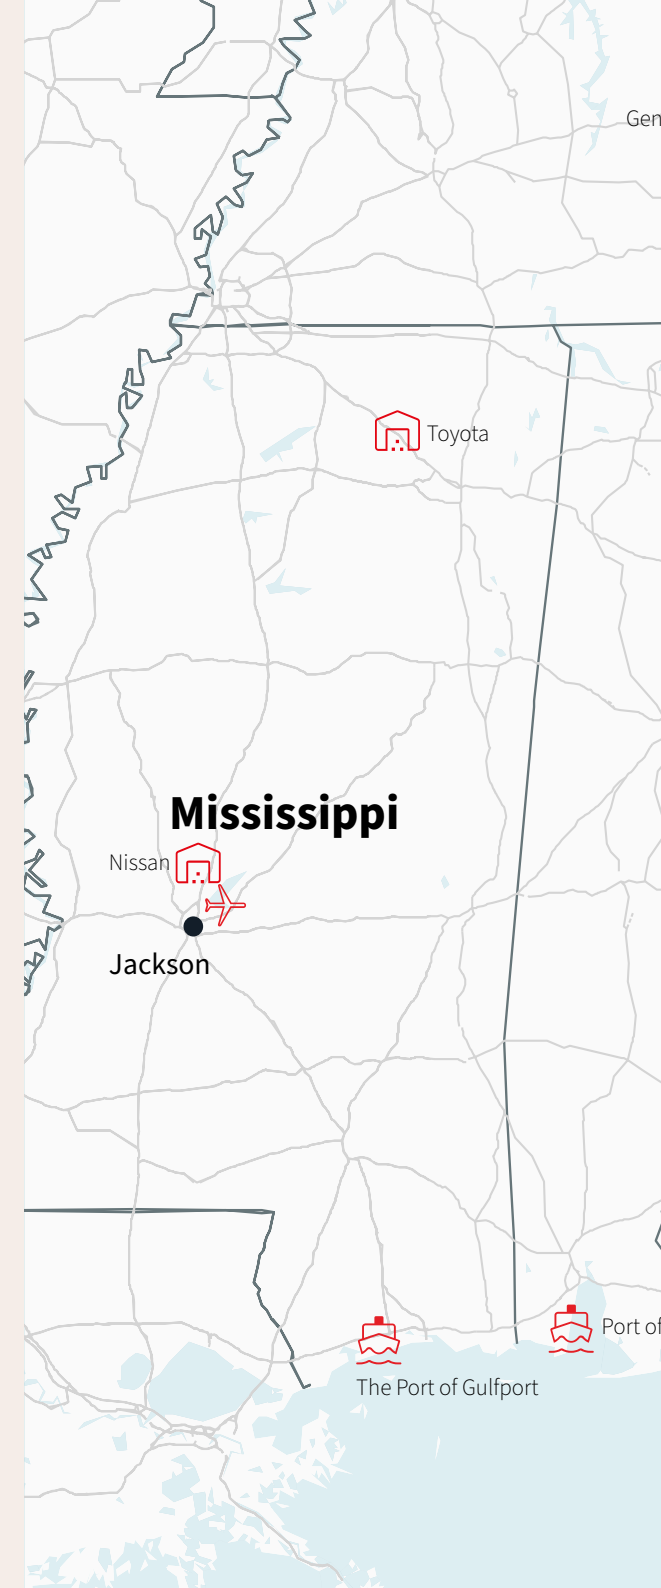 Gen
Toyota
Mississippi
Nissan
Jackson
Port of
The Port of Gulfport